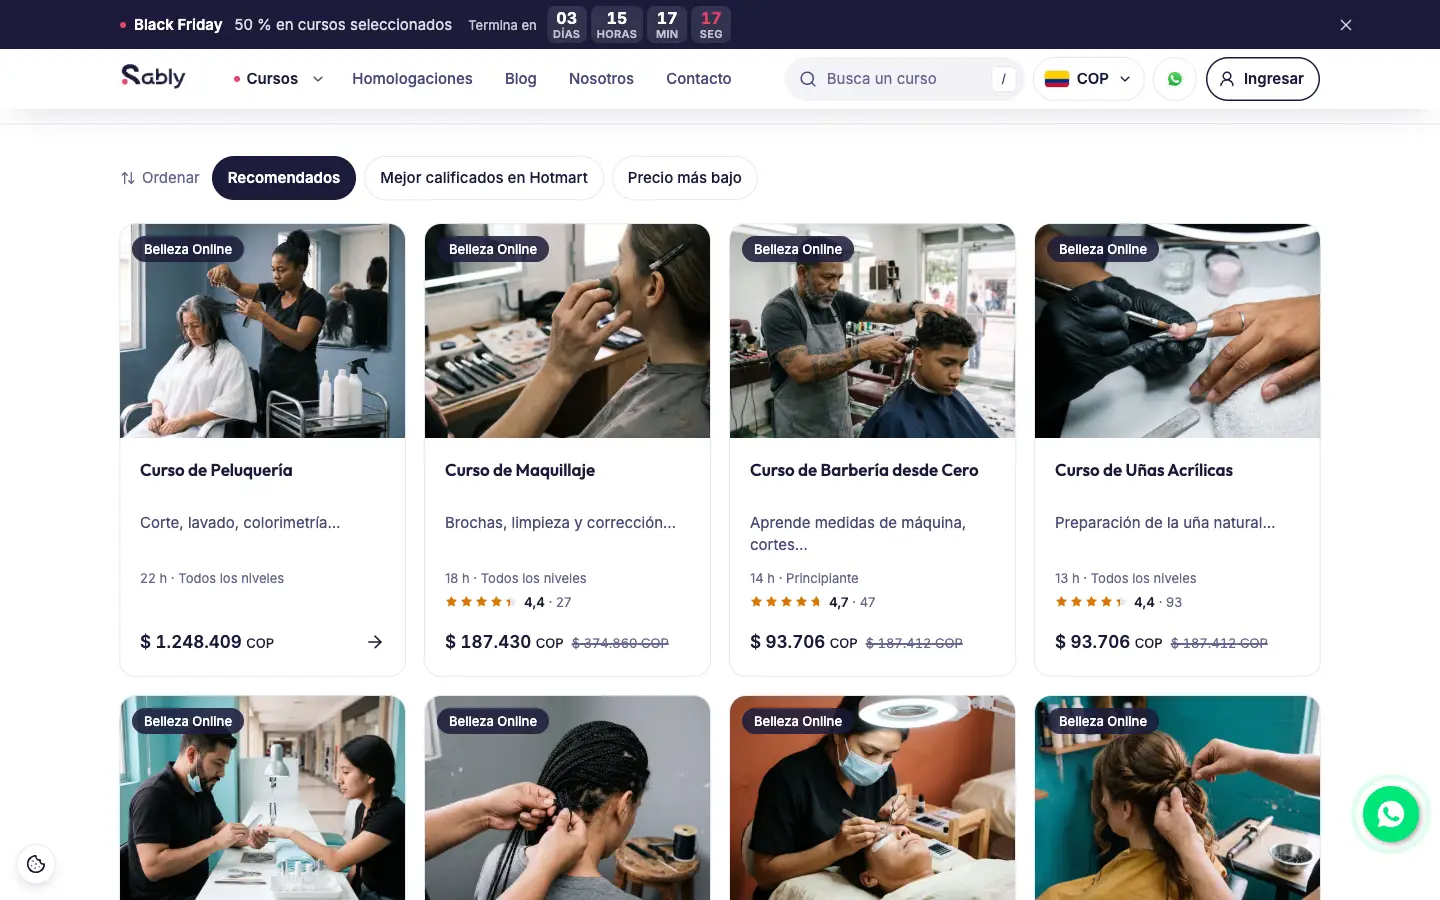 Black Friday 50 % en cursos seleccionados Termina en 03 DÍAS 15 HORAS 17 MIN 17 SEG
Sably Cursos Homologaciones Blog Nosotros Contacto Busca un curso / COP Ingresar
Ordenar Recomendados Mejor calificados en Hotmart Precio más bajo
Belleza Online
Curso de Peluquería
Corte, lavado, colorimetría...
22 h · Todos los niveles
$ 1.248.409 COP
Belleza Online
Curso de Maquillaje
Brochas, limpieza y corrección...
18 h · Todos los niveles
4,4 · 27
$ 187.430 COP $ 374.860 COP
Belleza Online
Curso de Barbería desde Cero
Aprende medidas de máquina,
cortes...
14 h · Principiante
4,7 · 47
$ 93.706 COP $ 187.412 COP
Belleza Online
Curso de Uñas Acrílicas
Preparación de la uña natural...
13 h · Todos los niveles
4,4 · 93
$ 93.706 COP $ 187.412 COP
Belleza Online
Belleza Online
Belleza Online
Belleza Online